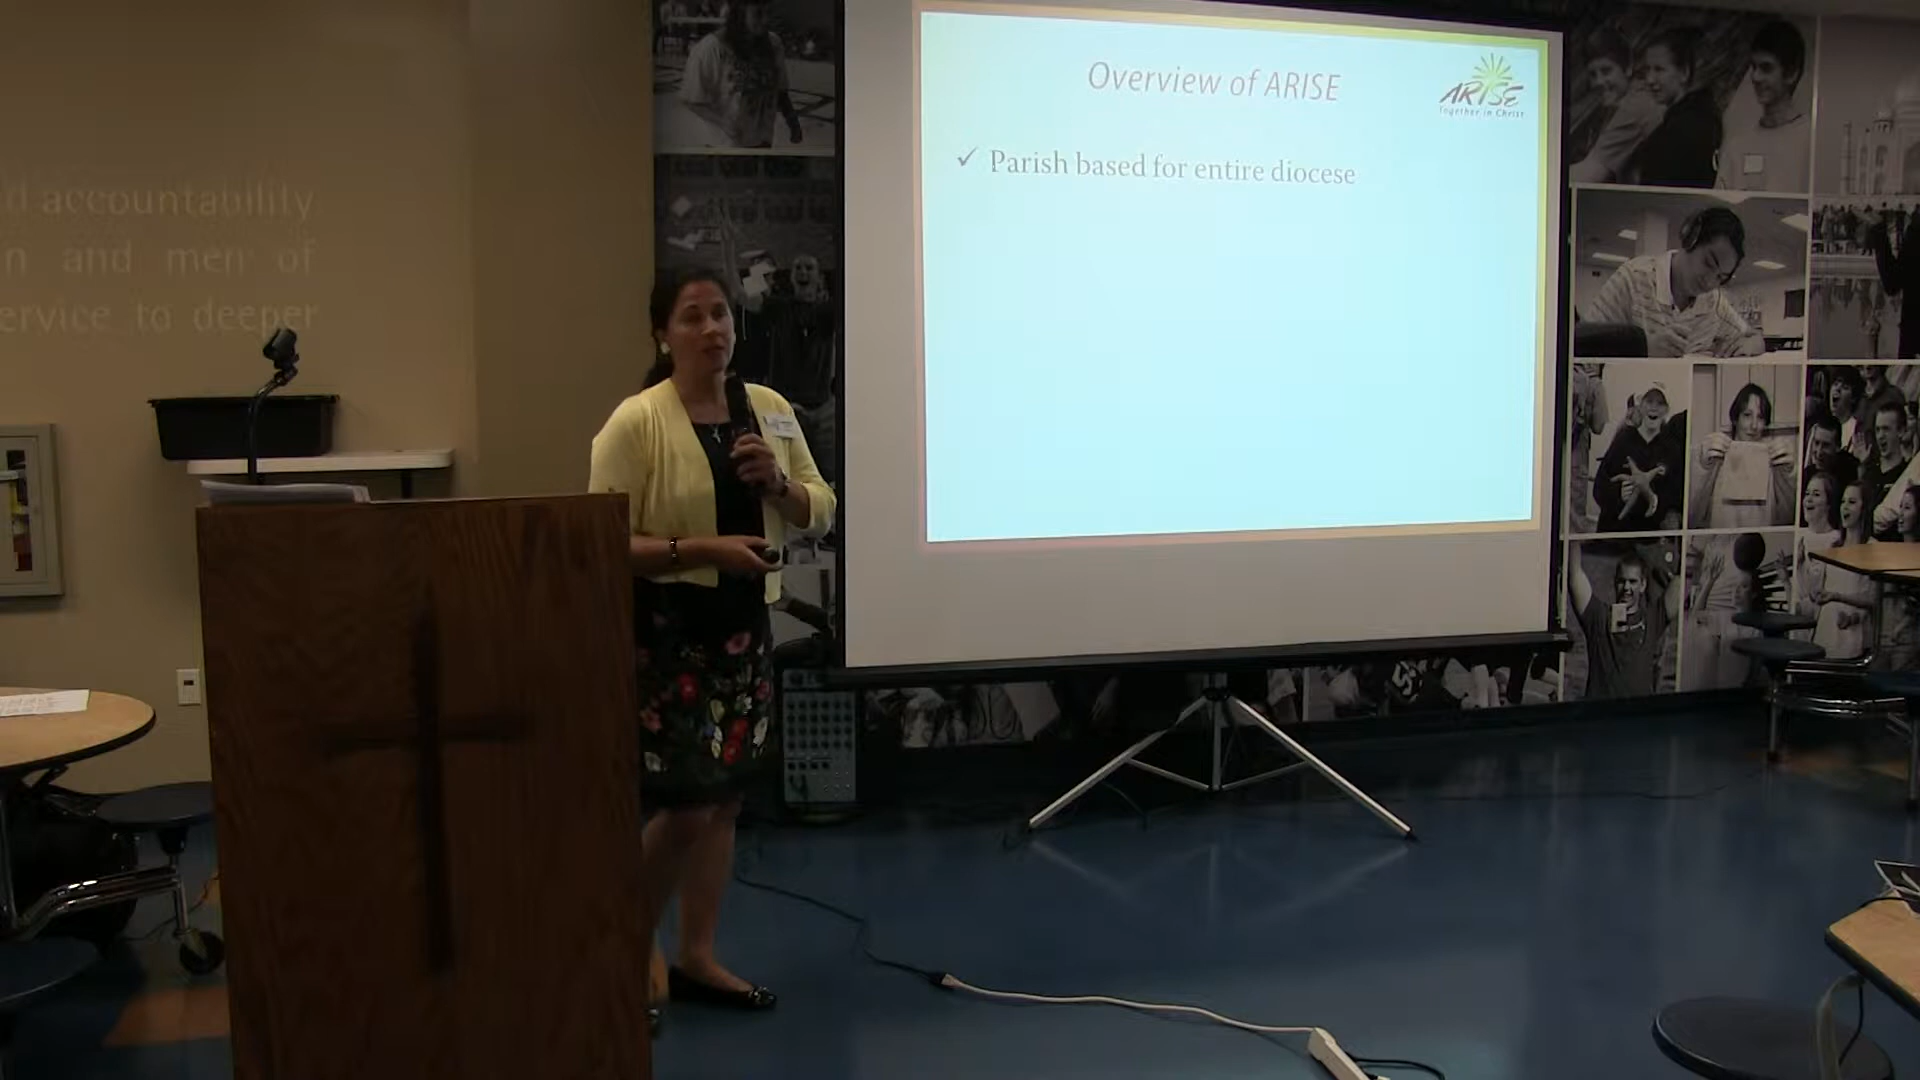 d accountability
n and men of
ervice to deeper
Overview of ARISE
ARISE
Together in Christ
✓ Parish based for entire diocese